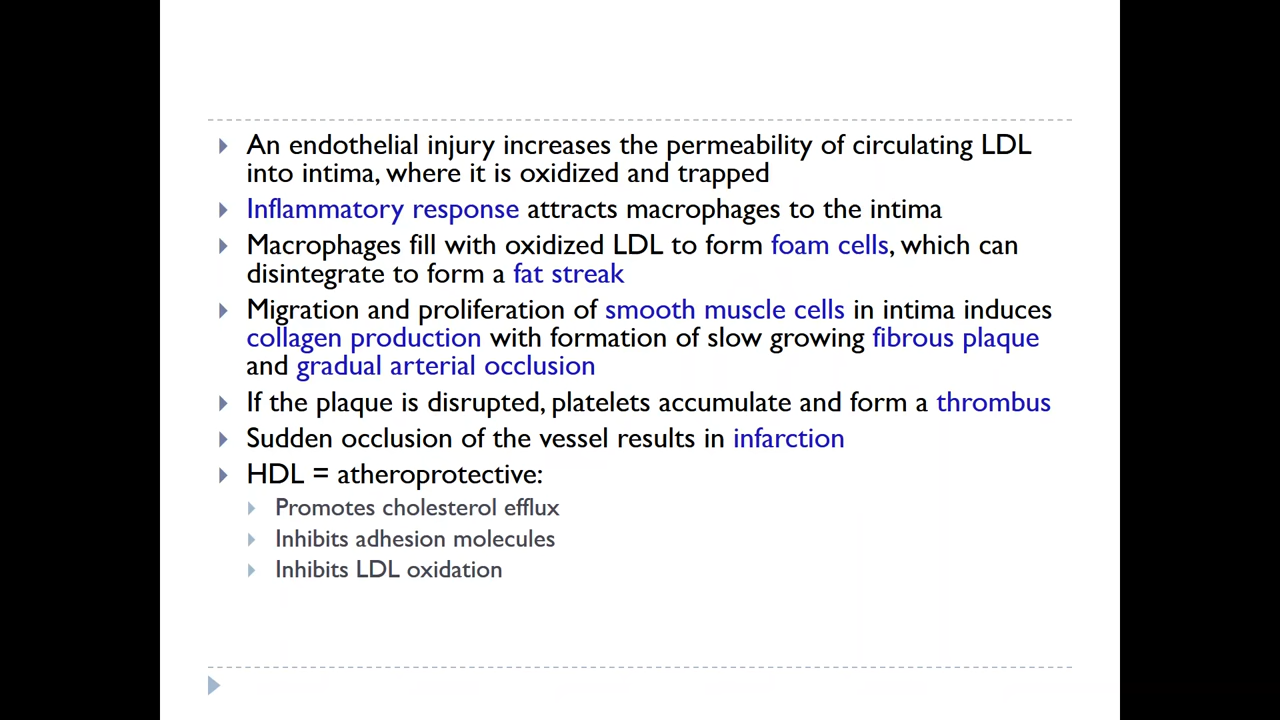 An endothelial injury increases the permeability of circulating LDL
into intima, where it is oxidized and trapped
Inflammatory response attracts macrophages to the intima
Macrophages fill with oxidized LDL to form foam cells, which can
disintegrate to form a fat streak
Migration and proliferation of smooth muscle cells in intima induces
collagen production with formation of slow growing fibrous plaque
and gradual arterial occlusion
If the plaque is disrupted, platelets accumulate and form a thrombus
Sudden occlusion of the vessel results in infarction
HDL = atheroprotective:
Promotes cholesterol efflux
Inhibits adhesion molecules
Inhibits LDL oxidation